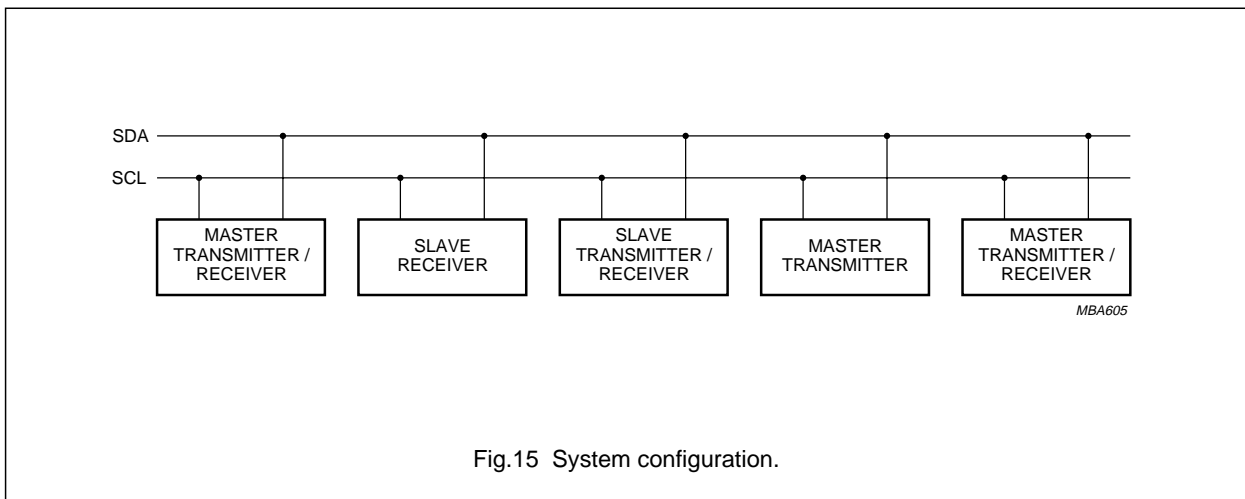 SDA
SCL
MASTER
TRANSMITTER /
RECEIVER
SLAVE
RECEIVER
SLAVE
TRANSMITTER /
RECEIVER
MASTER
TRANSMITTER
MASTER
TRANSMITTER /
RECEIVER
MBA605
Fig.15 System configuration.